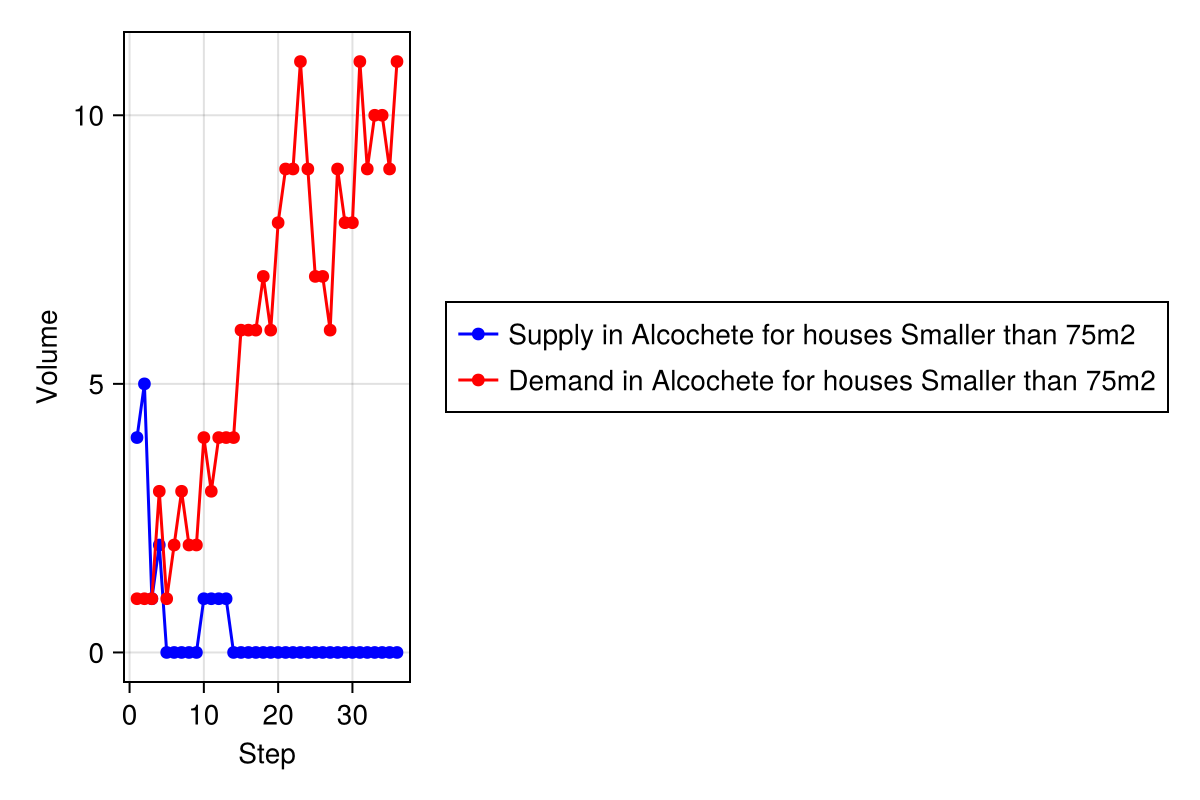 Volume
10
5
0
0 10 20 30
Step
Supply in Alcochete for houses Smaller than 75m2
Demand in Alcochete for houses Smaller than 75m2